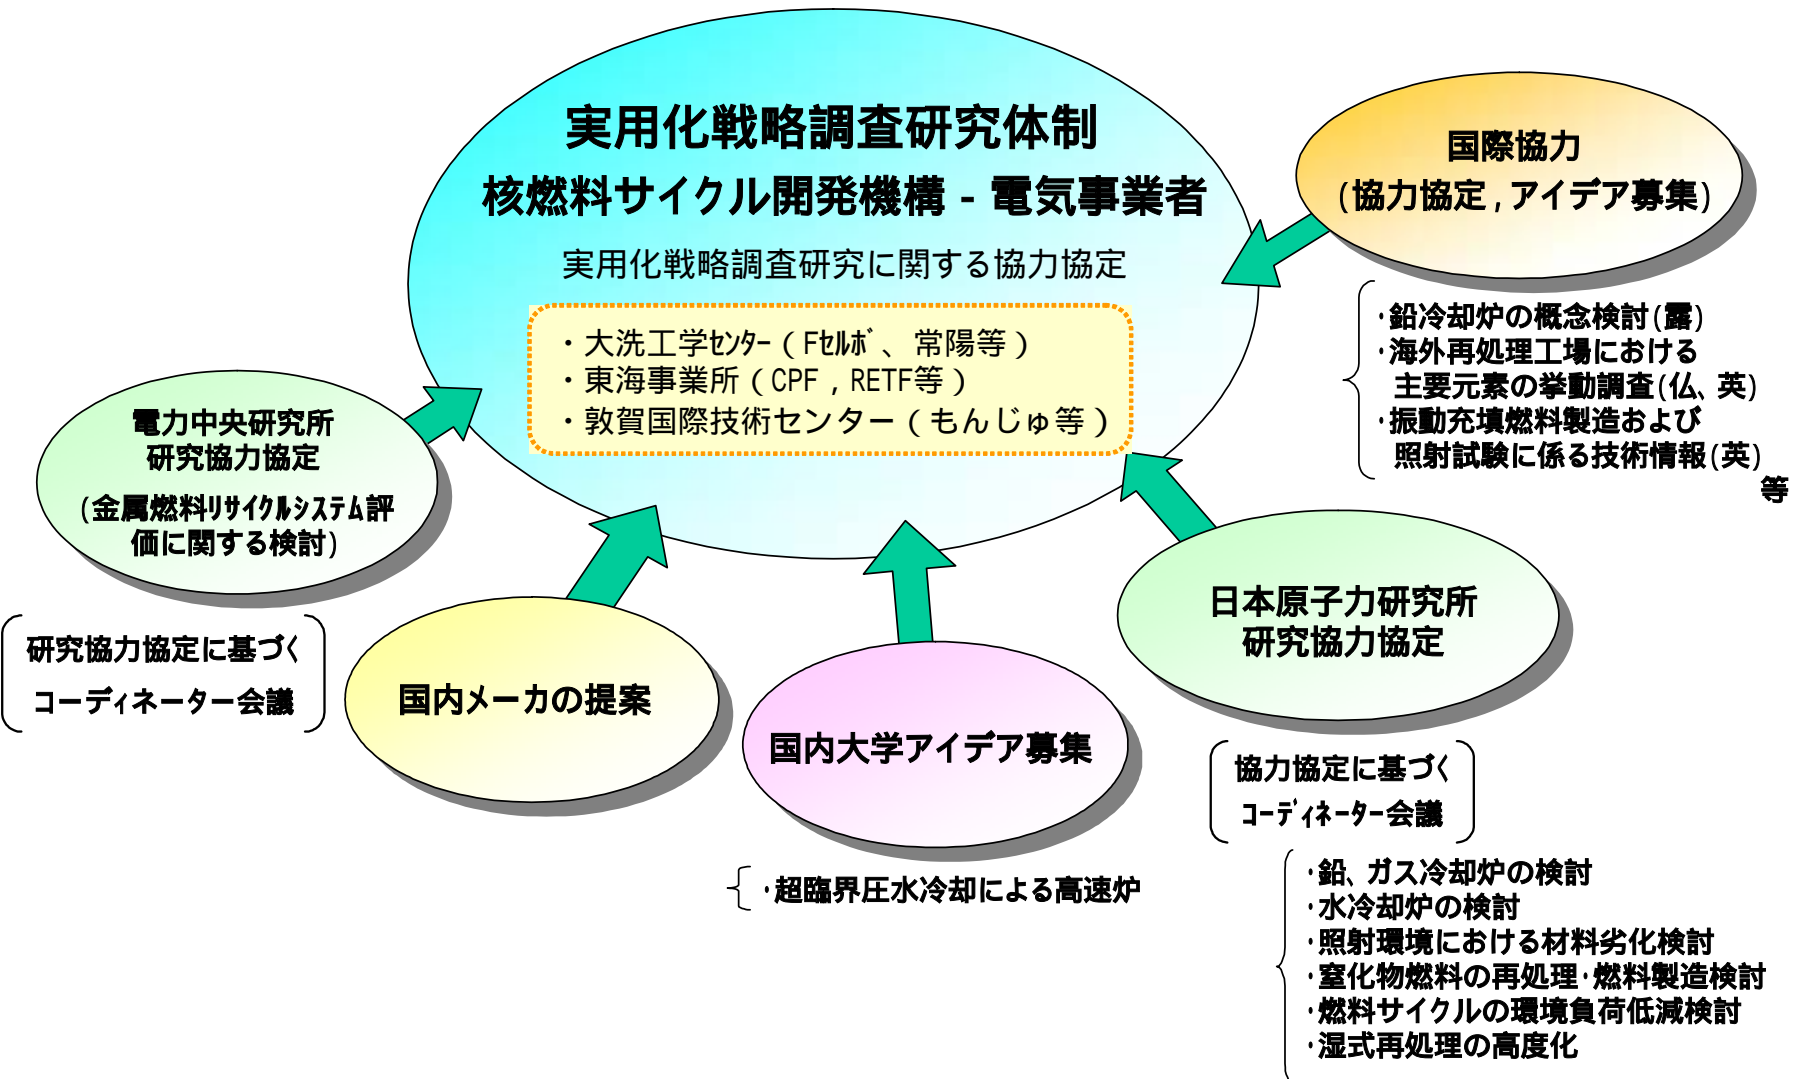 実用化戦略調査研究体制
核燃料サイクル開発機構 - 電気事業者
実用化戦略調査研究に関する協力協定
・大洗工学ｾﾝﾀｰ（Fｾﾙﾎﾞ、常陽等）
・東海事業所（CPF，RETF等）
・敦賀国際技術センター（もんじゅ等）
国際協力
(協力協定，アイデア募集)
・鉛冷却炉の概念検討(露)
・海外再処理工場における
主要元素の挙動調査(仏、英)
・振動充填燃料製造および
照射試験に係る技術情報(英)
等
電力中央研究所
研究協力協定
(金属燃料ﾘｻｲｸﾙｼｽﾃﾑ評
価に関する検討)
研究協力協定に基づく
コーディネーター会議
国内メーカの提案
国内大学アイデア募集
・超臨界圧水冷却による高速炉
日本原子力研究所
研究協力協定
協力協定に基づく
ｺｰﾃﾞｨﾈｰﾀｰ会議
・鉛、ガス冷却炉の検討
・水冷却炉の検討
・照射環境における材料劣化検討
・窒化物燃料の再処理・燃料製造検討
・燃料サイクルの環境負荷低減検討
・湿式再処理の高度化